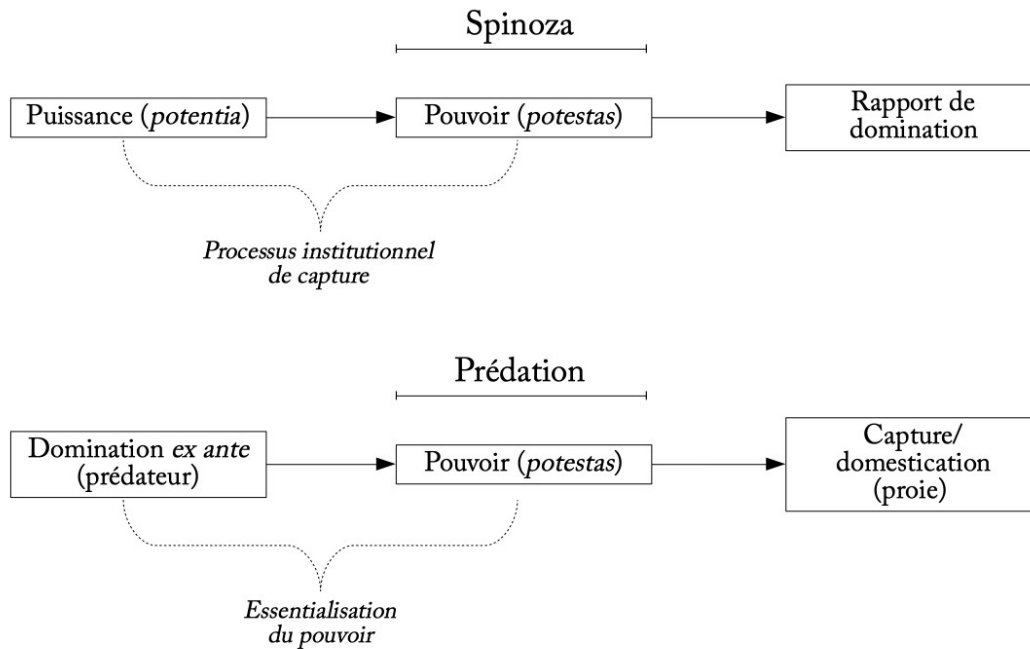 Spinoza
Puissance (potentia)
Pouvoir (potestas)
Rapport de
domination
Processus institutionnel
de capture
Prédation
Domination ex ante
(prédateur)
Pouvoir (potestas)
Capture/
domestication
(proie)
Essentialisation
du pouvoir